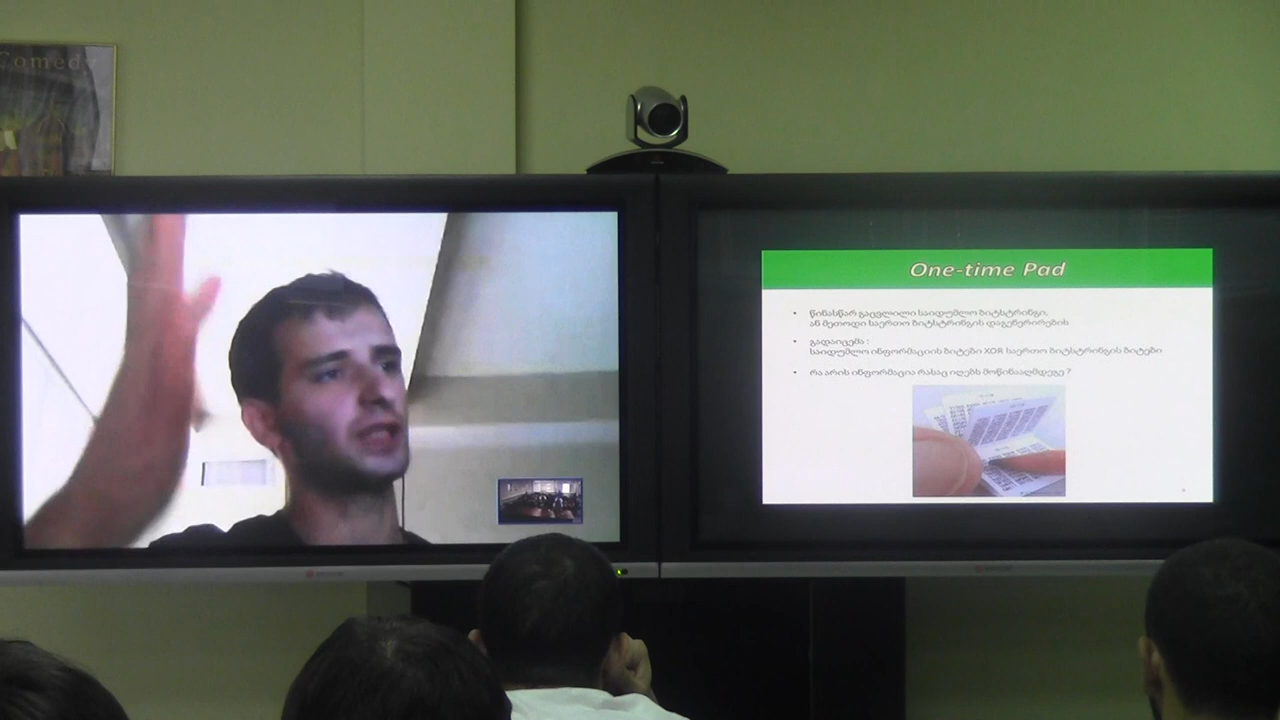 Comedy
One-time Pad
• წინასწარ გაცვლილი საიდუმლო ბიტსტრინგი,
ან მეთოდი საერთო ბიტსტრინგის დაგენერირების
• გადაიცემა :
საიდუმლო ინფორმაციის ბიტები XOR საერთო ბიტსტრინგის ბიტები
• რა არის ინფორმაცია რასაც იღებს მოწინააღმდეგე ?